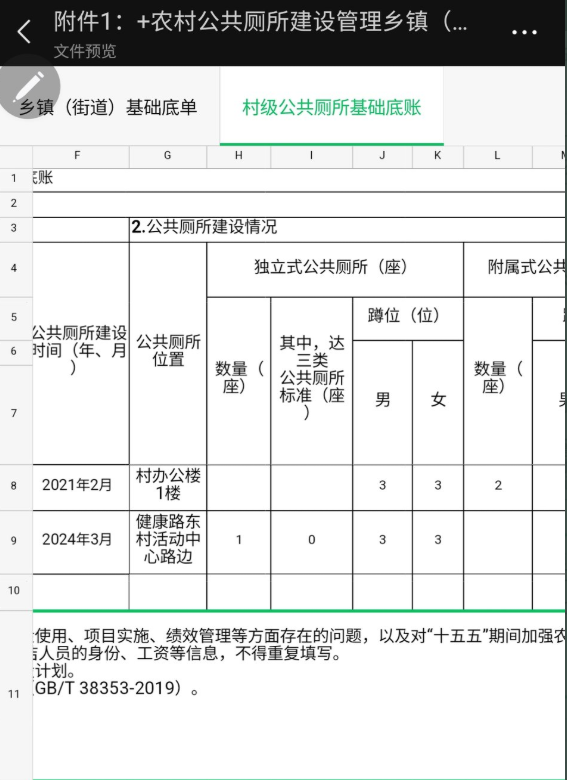 附件1：+农村公共厕所建设管理乡镇（...
文件预览
乡镇（街道）基础底单
村级公共厕所基础底账
F G H I J K L
1 账
2
3 2.公共厕所建设情况
4 独立式公共厕所（座） 附属式公共
5 蹲位（位）
公共厕所建设
时间（年、月
）
公共厕所
位置
数量（
座）
其中，达
三类
公共厕所
标准（座
）
男 女
数量（
座）
6
7
8 2021年2月 村办公楼
1楼
3 3 2
9 2024年3月 健康路东
村活动中
心路边
1 0 3 3
10
使用、项目实施、绩效管理等方面存在的问题，以及对“十五五”期间加强农
人员的身份、工资等信息，不得重复填写。
计划。
11 GB/T 38353-2019）。